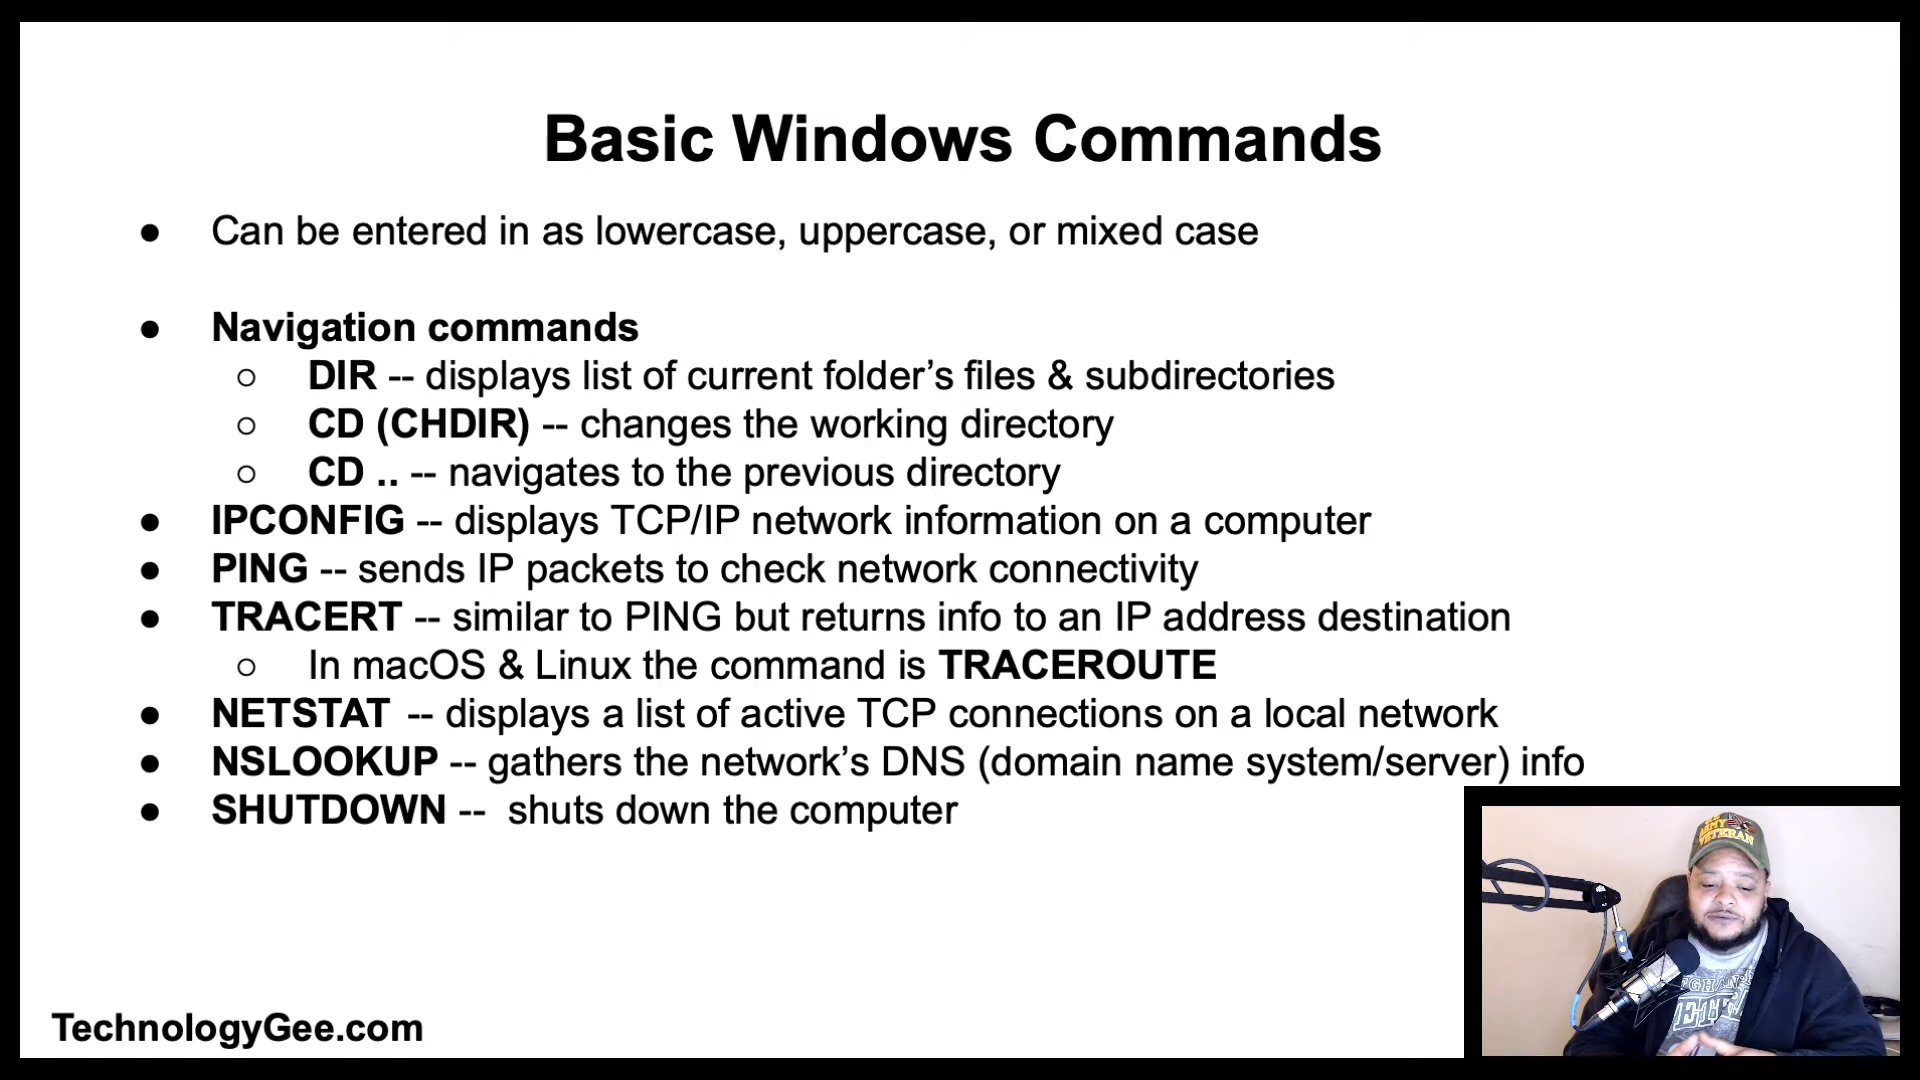 Basic Windows Commands
● Can be entered in as lowercase, uppercase, or mixed case
● Navigation commands
○ DIR -- displays list of current folder’s files & subdirectories
○ CD (CHDIR) -- changes the working directory
○ CD .. -- navigates to the previous directory
● IPCONFIG -- displays TCP/IP network information on a computer
● PING -- sends IP packets to check network connectivity
● TRACERT -- similar to PING but returns info to an IP address destination
○ In macOS & Linux the command is TRACEROUTE
● NETSTAT -- displays a list of active TCP connections on a local network
● NSLOOKUP -- gathers the network’s DNS (domain name system/server) info
● SHUTDOWN -- shuts down the computer
ARMY
VETERAN
TechnologyGee.com